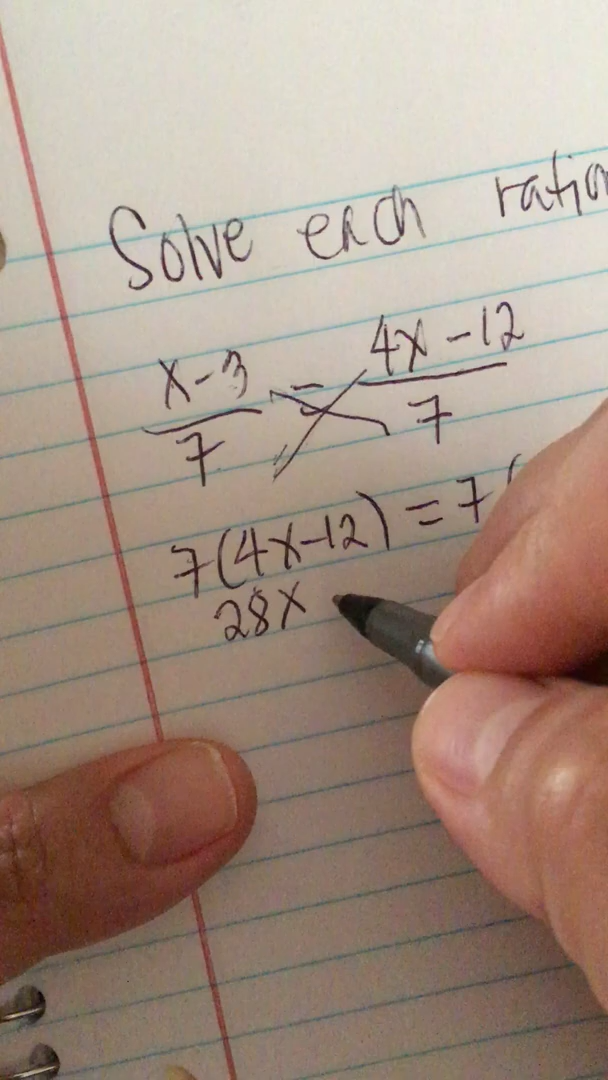 Solve each
x-3/7 = 4x-12/7
7(4x-12) = 7(
28x